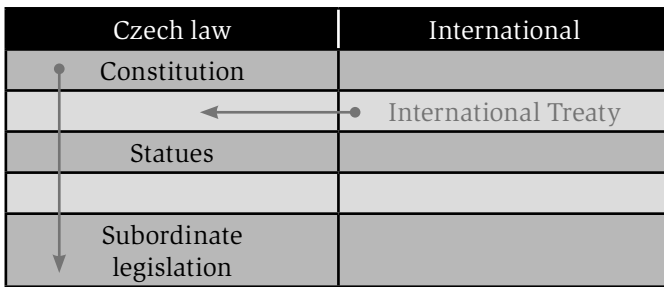 Czech law International
Constitution
International Treaty
Statues
Subordinate
legislation